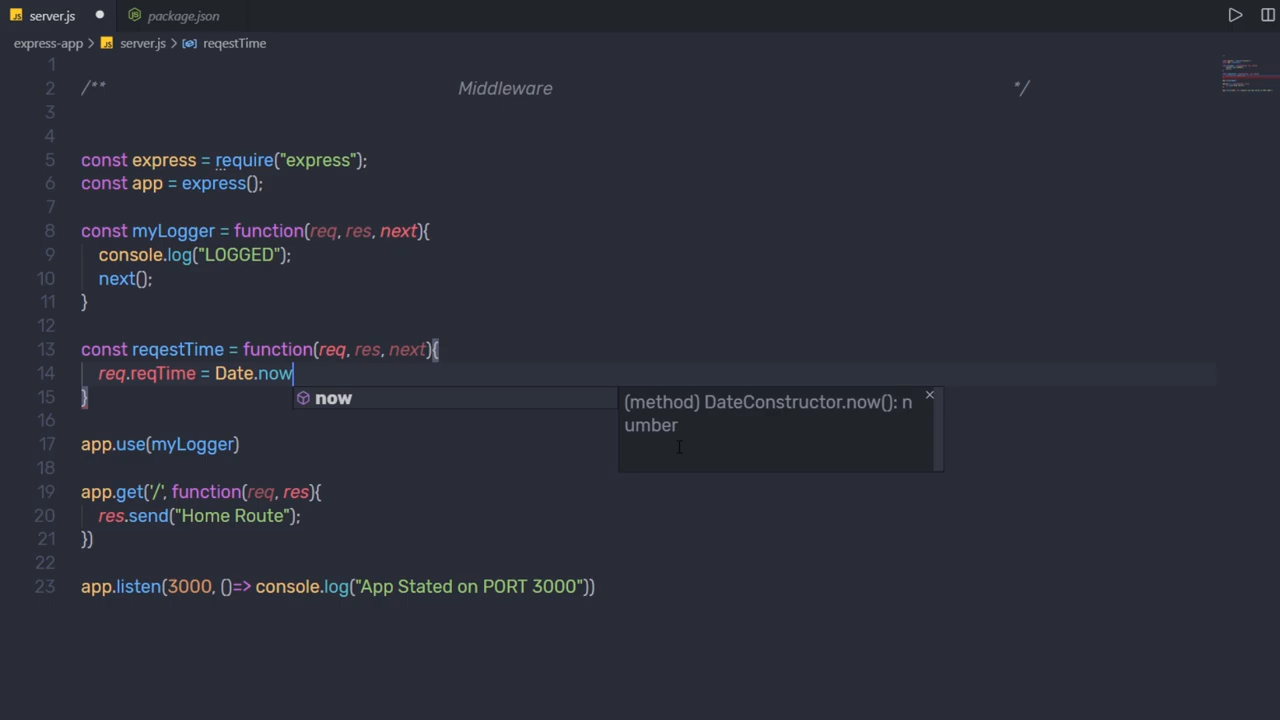 JS server.js package.json
express-app > JS server.js > reqestTime
1
2 /** Middleware */
3
4
5 const express = require("express");
6 const app = express();
7
8 const myLogger = function(req, res, next){
9 console.log("LOGGED");
10 next();
11 }
12
13 const reqestTime = function(req, res, next){
14 req.reqTime = Date.now
15 }
now
(method) DateConstructor.now(): n
umber
16
17 app.use(myLogger)
18
19 app.get('/', function(req, res){
20 res.send("Home Route");
21 })
22
23 app.listen(3000, ()=> console.log("App Stated on PORT 3000"))